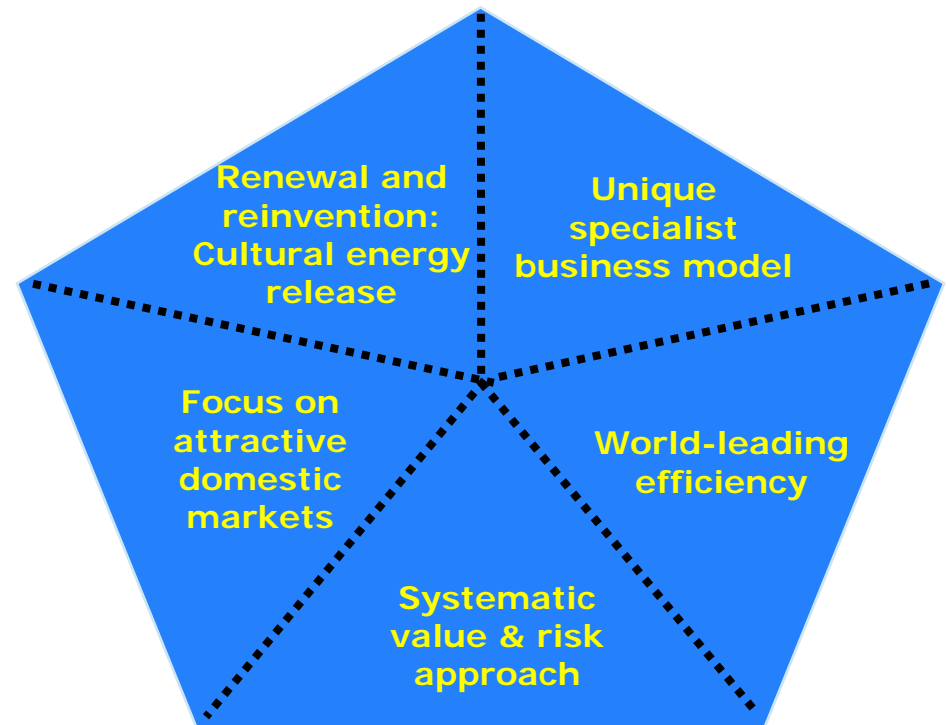 Renewal and
reinvention:
Cultural energy
release
Unique
specialist
business model
Focus on
attractive
domestic
markets
World-leading
efficiency
Systematic
value & risk
approach